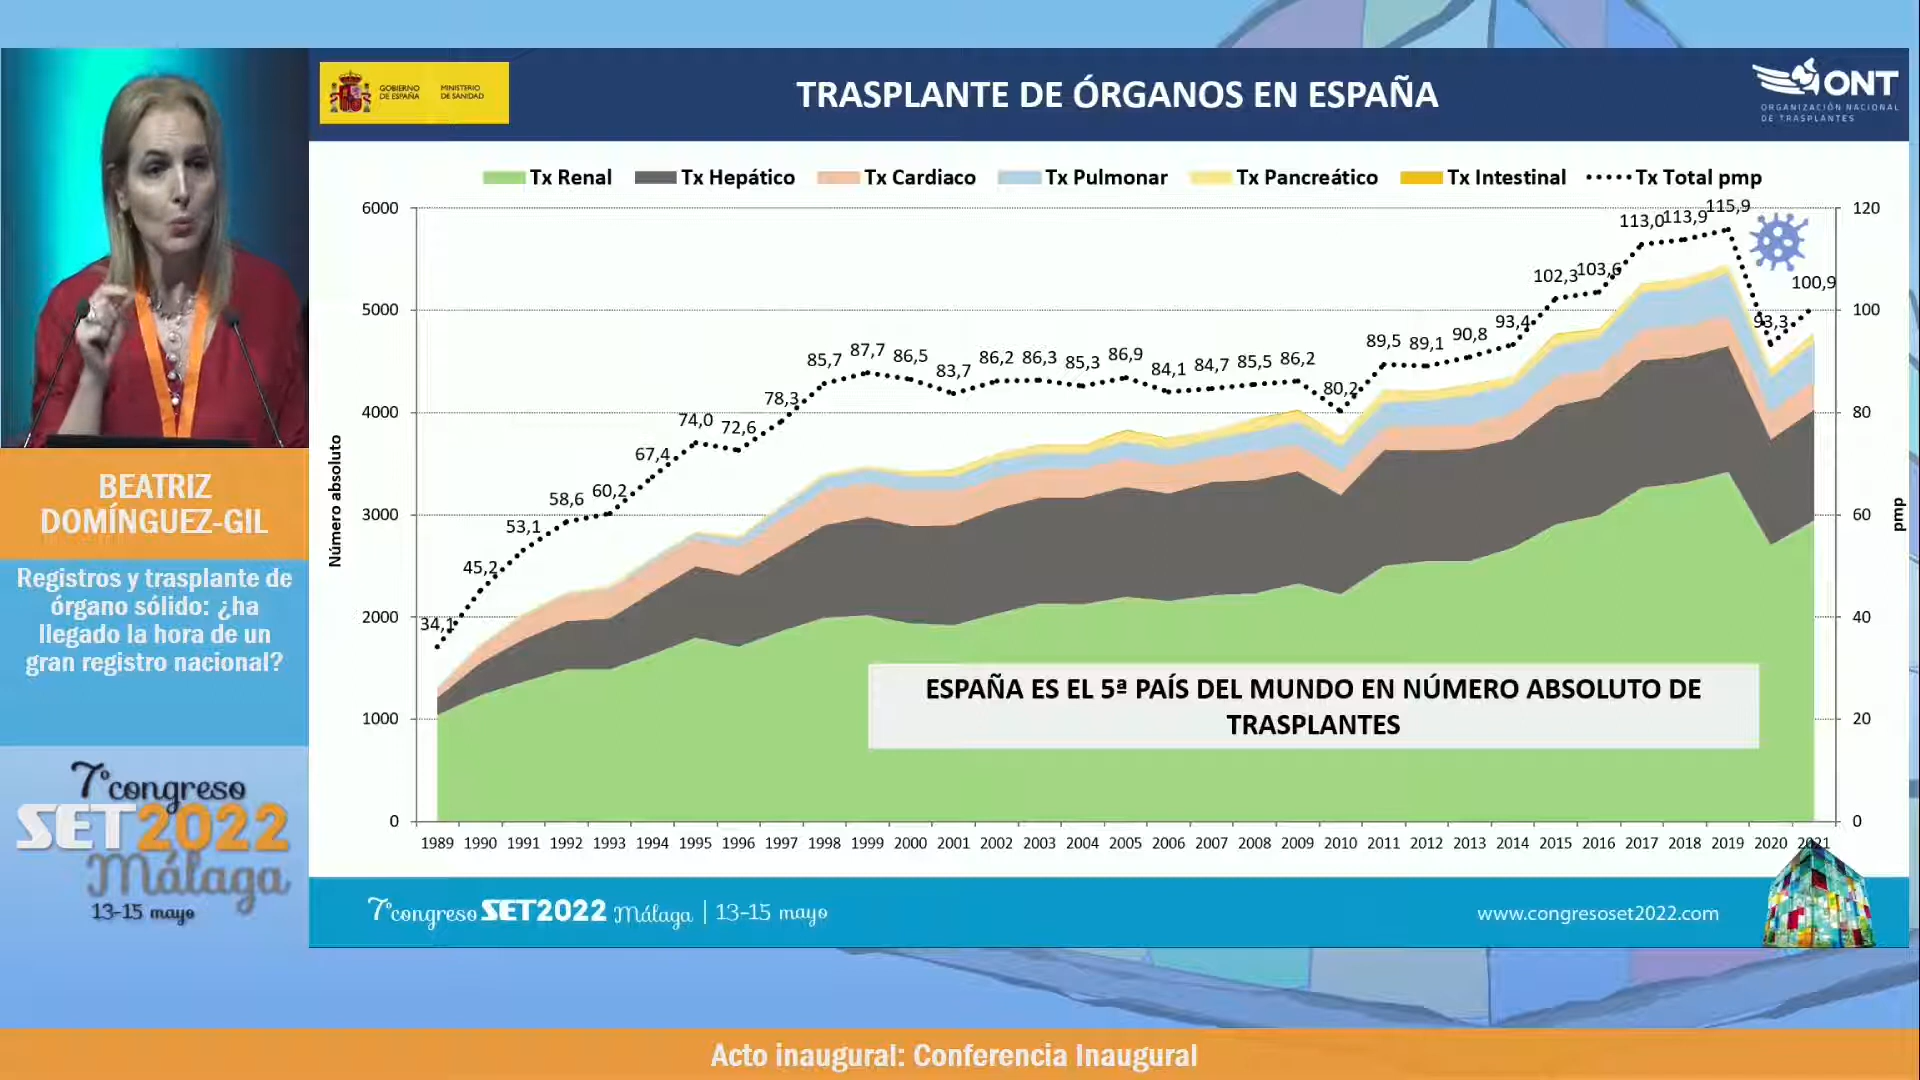 GOBIERNO
DE ESPAÑA
MINISTERIO
DE SANIDAD
TRASPLANTE DE ÓRGANOS EN ESPAÑA
ONT
ORGANIZACIÓN NACIONAL
DE TRASPLANTES
Tx Renal
Tx Hepático
Tx Cardiaco
Tx Pulmonar
Tx Pancreático
Tx Intestinal
Tx Total pmp
Número absoluto
6000
5000
4000
3000
2000
1000
0
34,1
45,2
53,1
58,6
60,2
67,4
74,0
72,6
78,3
85,7
87,7
86,5
83,7
86,2
86,3
85,3
86,9
84,1
84,7
85,5
86,2
80,2
89,5
89,1
90,8
93,4
102,3
103,6
113,0
113,9
115,9
93,3
100,9
120
100
80
60
40
20
0
pmp
ESPAÑA ES EL 5ª PAÍS DEL MUNDO EN NÚMERO ABSOLUTO DE
TRASPLANTES
1989 1990 1991 1992 1993 1994 1995 1996 1997 1998 1999 2000 2001 2002 2003 2004 2005 2006 2007 2008 2009 2010 2011 2012 2013 2014 2015 2016 2017 2018 2019 2020 2021
7º congreso SET2022 Málaga | 13-15 mayo
www.congresoset2022.com
BEATRIZ
DOMÍNGUEZ-GIL
Registros y trasplante de
órgano sólido: ¿ha
llegado la hora de un
gran registro nacional?
7º congreso
SET2022
Málaga
13-15 mayo
Acto inaugural: Conferencia Inaugural